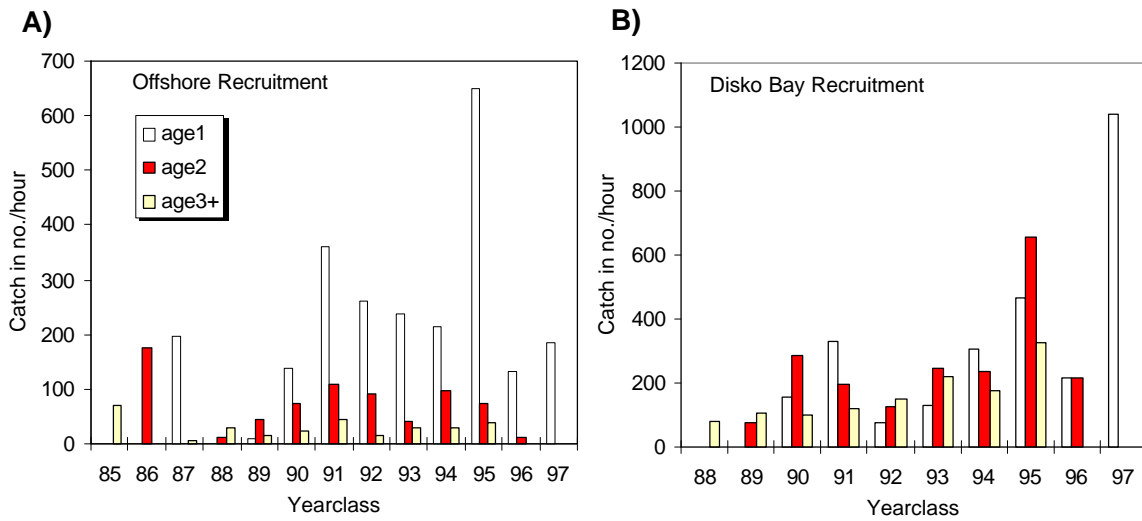 A)
Offshore Recruitment
age1
age2
age3+
Catch in no./hour
700
600
500
400
300
200
100
0
85 86 87 88 89 90 91 92 93 94 95 96 97
Yearclass
B)
Disko Bay Recruitment
Catch in no./hour
1200
1000
800
600
400
200
0
88 89 90 91 92 93 94 95 96 97
Yearclass